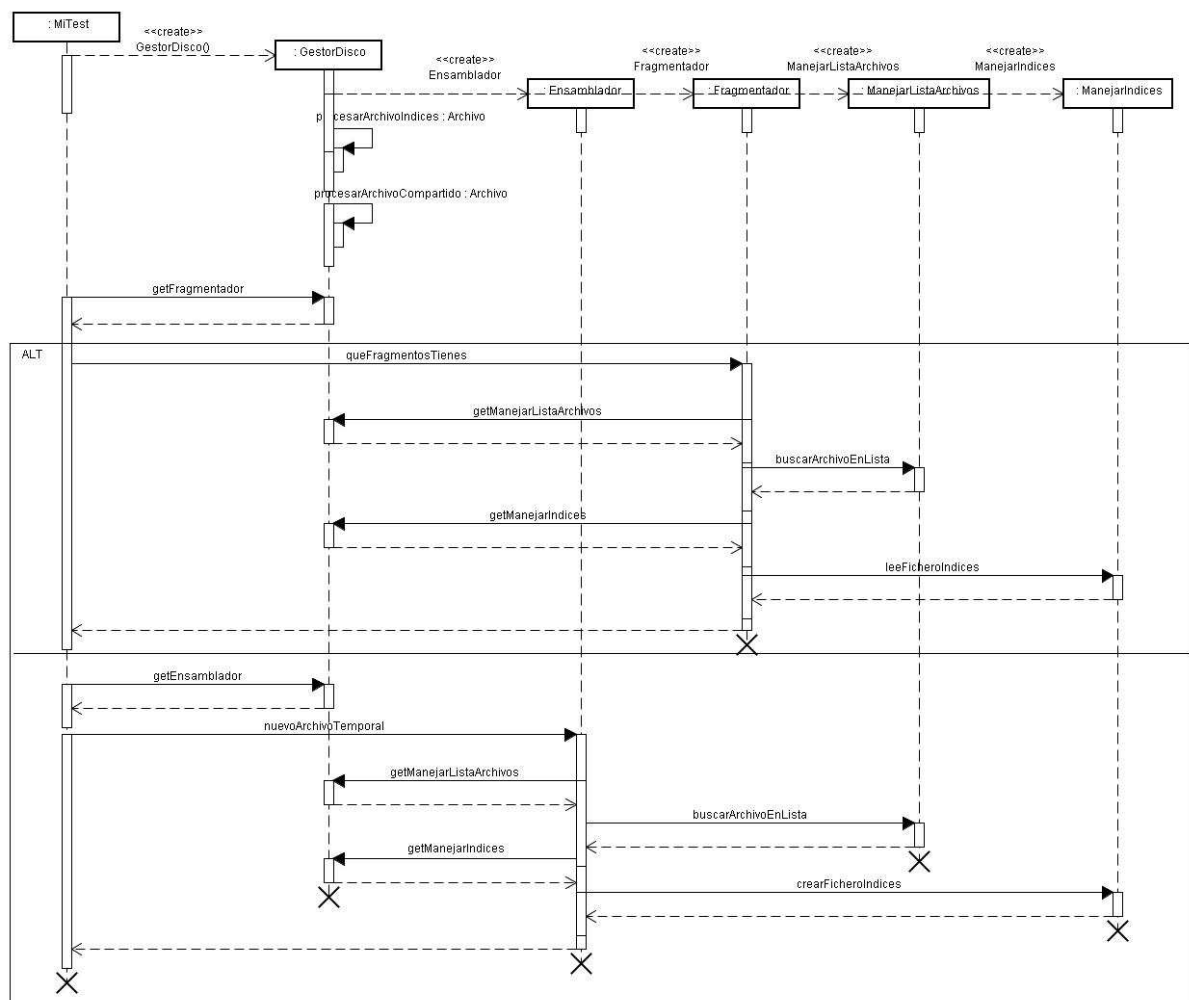 : MiTest
<<create>>
GestorDisco()
: GestorDisco
<<create>>
Ensamblador
<<create>>
Fragmentador
<<create>>
ManejarListaArchivos
<<create>>
ManejarIndices
: Ensamblador
: Fragmentador
: ManejarListaArchivos
: ManejarIndices
procesarArchivoIndices : Archivo
procesarArchivoCompartido : Archivo
getFragmentador
ALT
queFragmentosTienes
getManejarListaArchivos
buscarArchivoEnLista
getManejarIndices
leeFicheroIndices
getEnsamblador
nuevoArchivoTemporal
getManejarListaArchivos
buscarArchivoEnLista
getManejarIndices
crearFicheroIndices